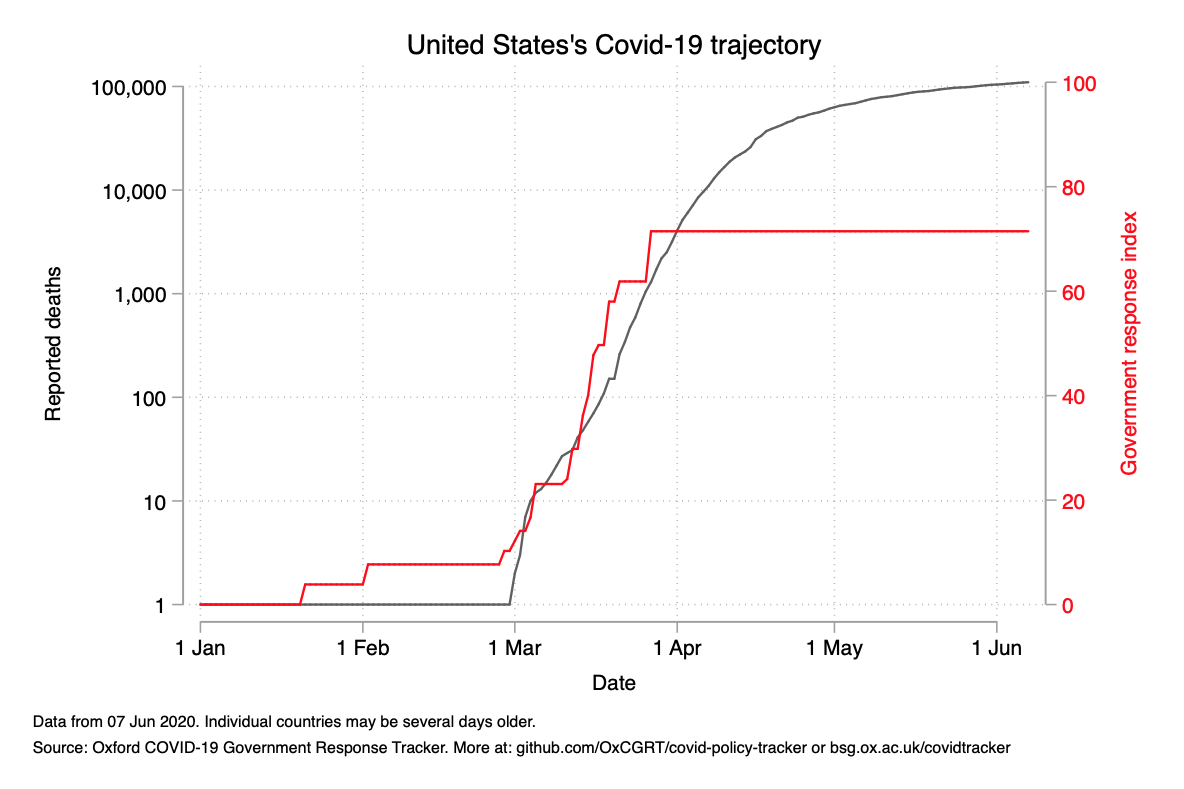 United States's Covid-19 trajectory
100,000
10,000
1,000
100
10
1
Reported deaths
100
80
60
40
20
0
Government response index
1 Jan 1 Feb 1 Mar 1 Apr 1 May 1 Jun
Date
Data from 07 Jun 2020. Individual countries may be several days older.
Source: Oxford COVID-19 Government Response Tracker. More at: github.com/OxCGRT/covid-policy-tracker or bsg.ox.ac.uk/covidtracker